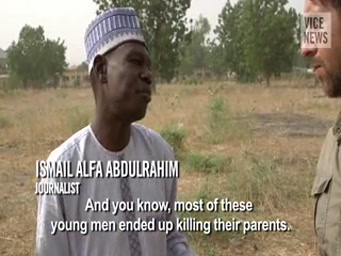 VICE
NEWS
ISMAIL ALFA ABDULRAHIM
JOURNALIST
And you know, most of these
young men ended up killing their parents.